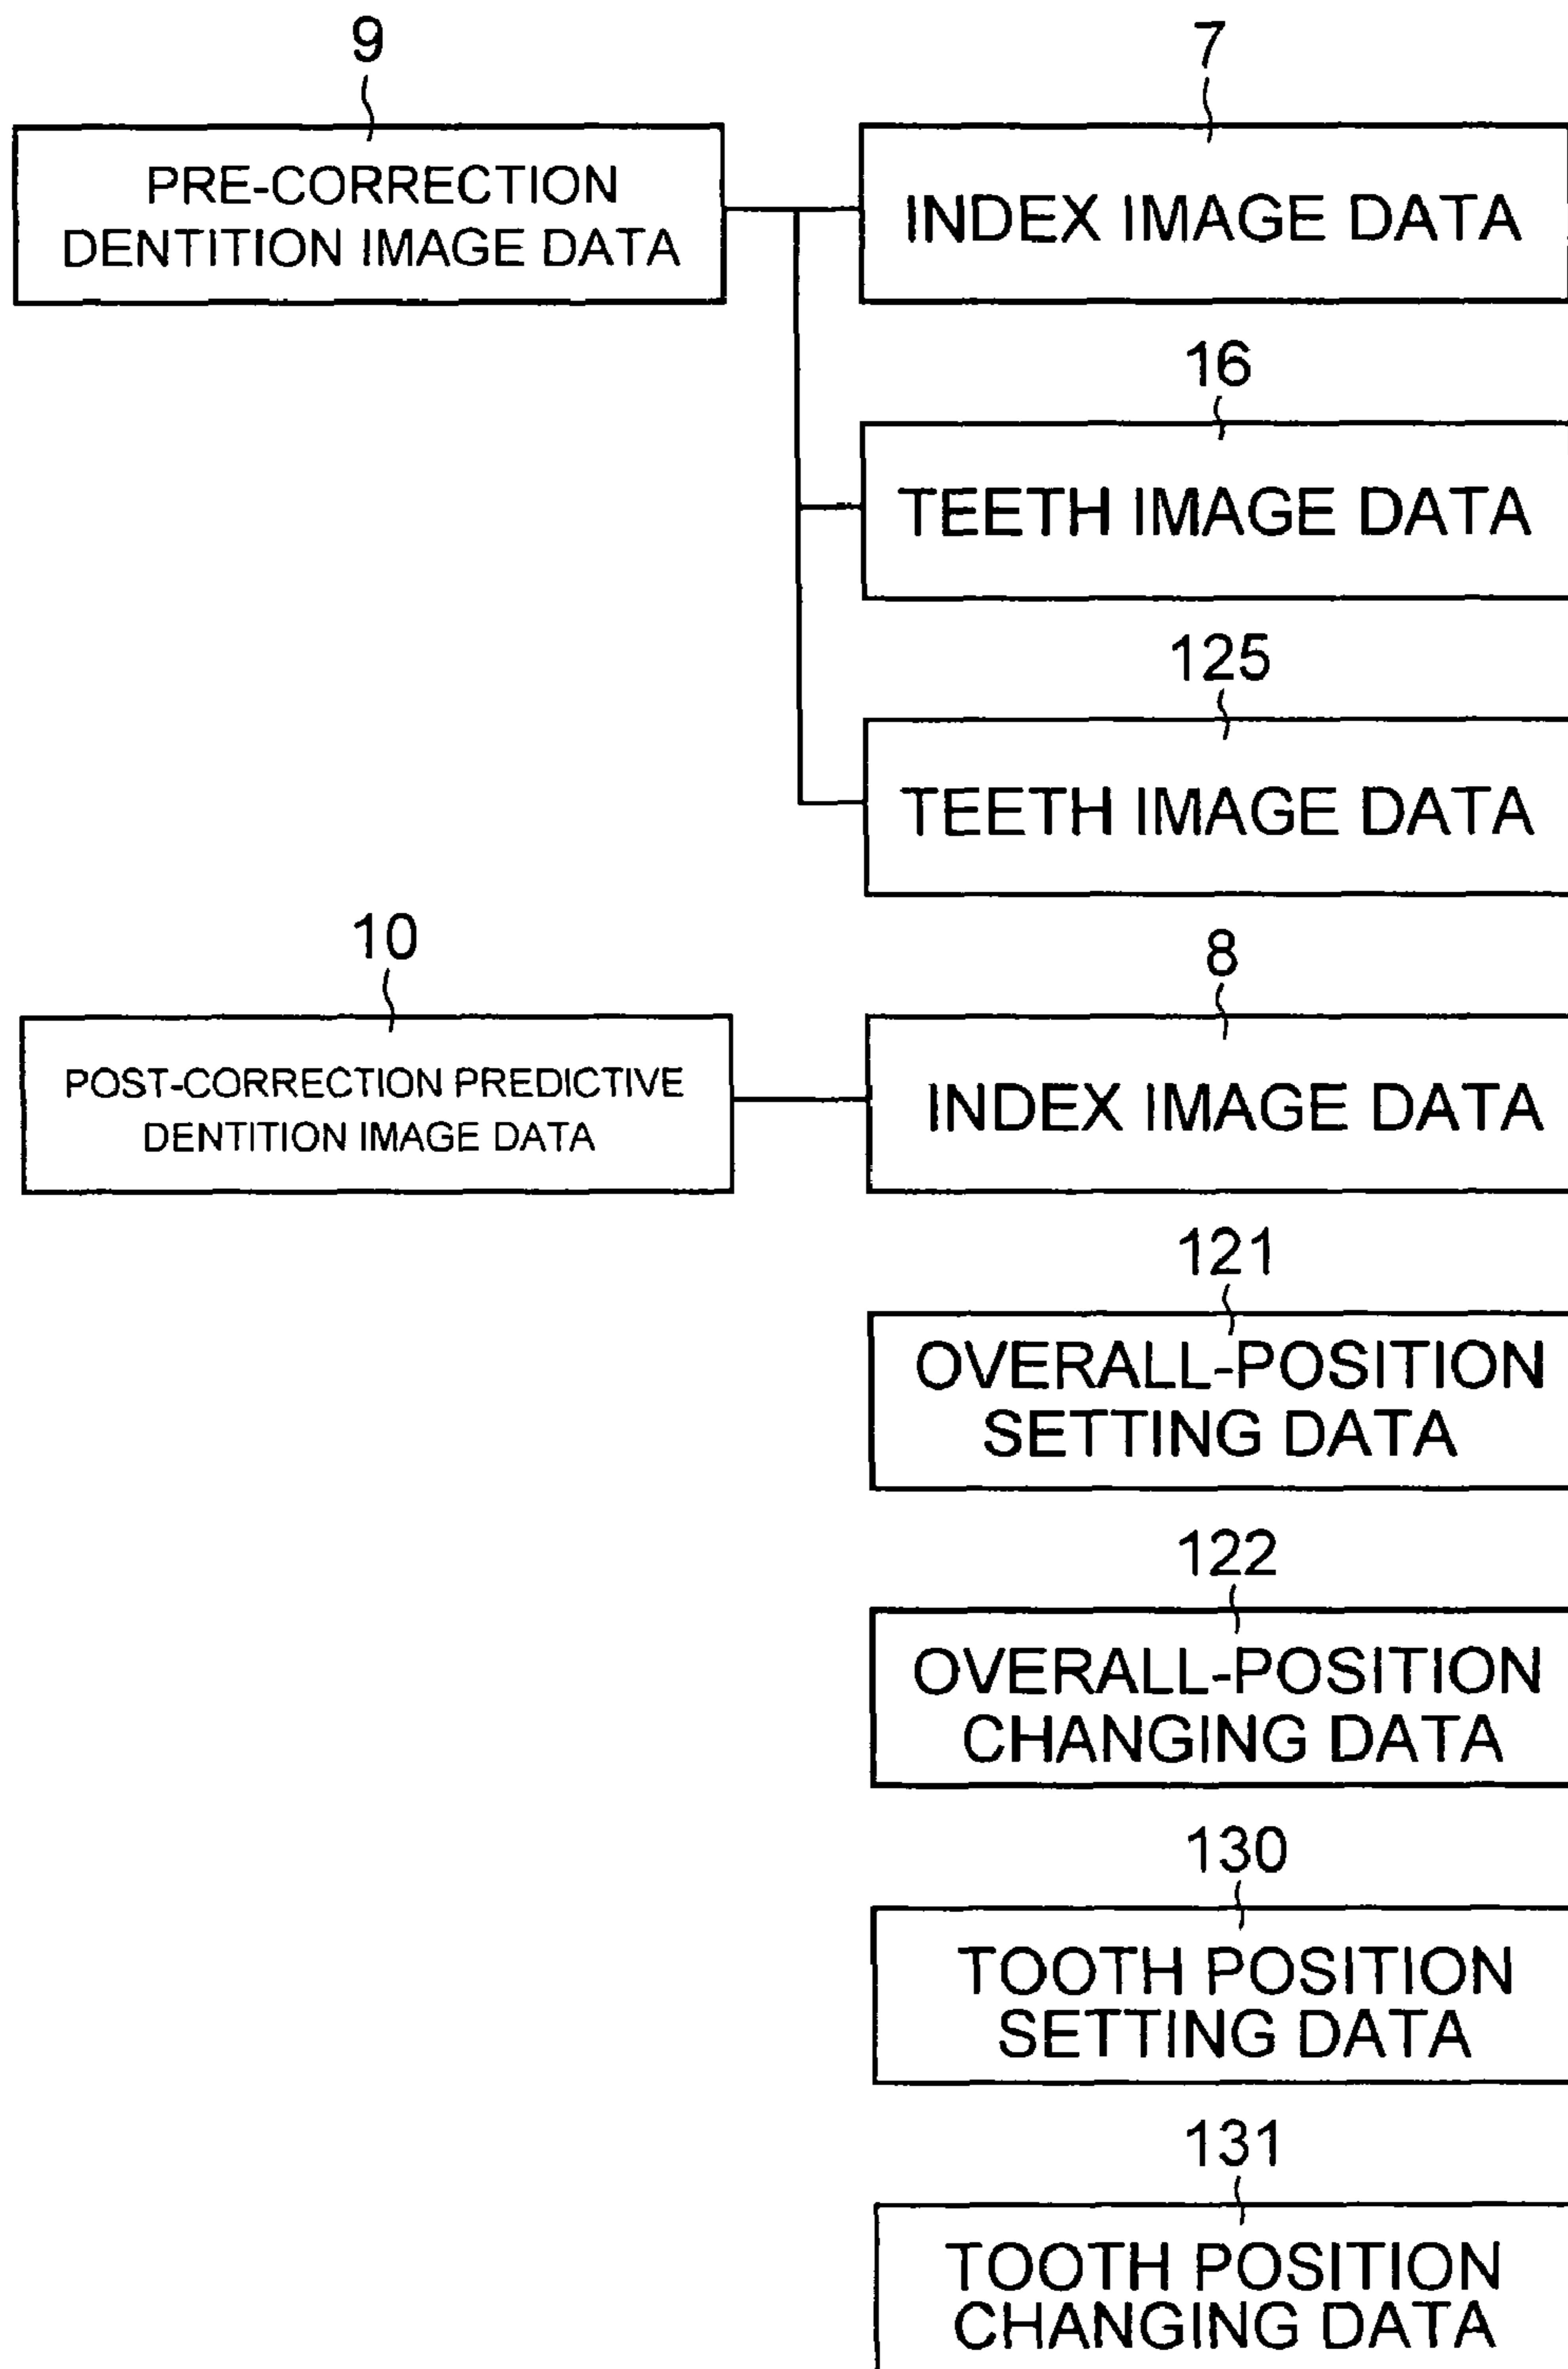 9
PRE-CORRECTION
DENTITION IMAGE DATA
7
INDEX IMAGE DATA
16
TEETH IMAGE DATA
125
TEETH IMAGE DATA
10
POST-CORRECTION PREDICTIVE
DENTITION IMAGE DATA
8
INDEX IMAGE DATA
121
OVERALL-POSITION
SETTING DATA
122
OVERALL-POSITION
CHANGING DATA
130
TOOTH POSITION
SETTING DATA
131
TOOTH POSITION
CHANGING DATA